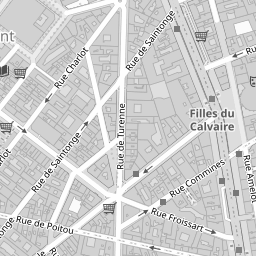 nt
Rue Charlot
Rue de Saintonge
Rue de Turenne
Filles du
Calvaire
Rue de Saintonge
Rue Commines
Rue Amelot
Rue de Poitou
Rue Froissart